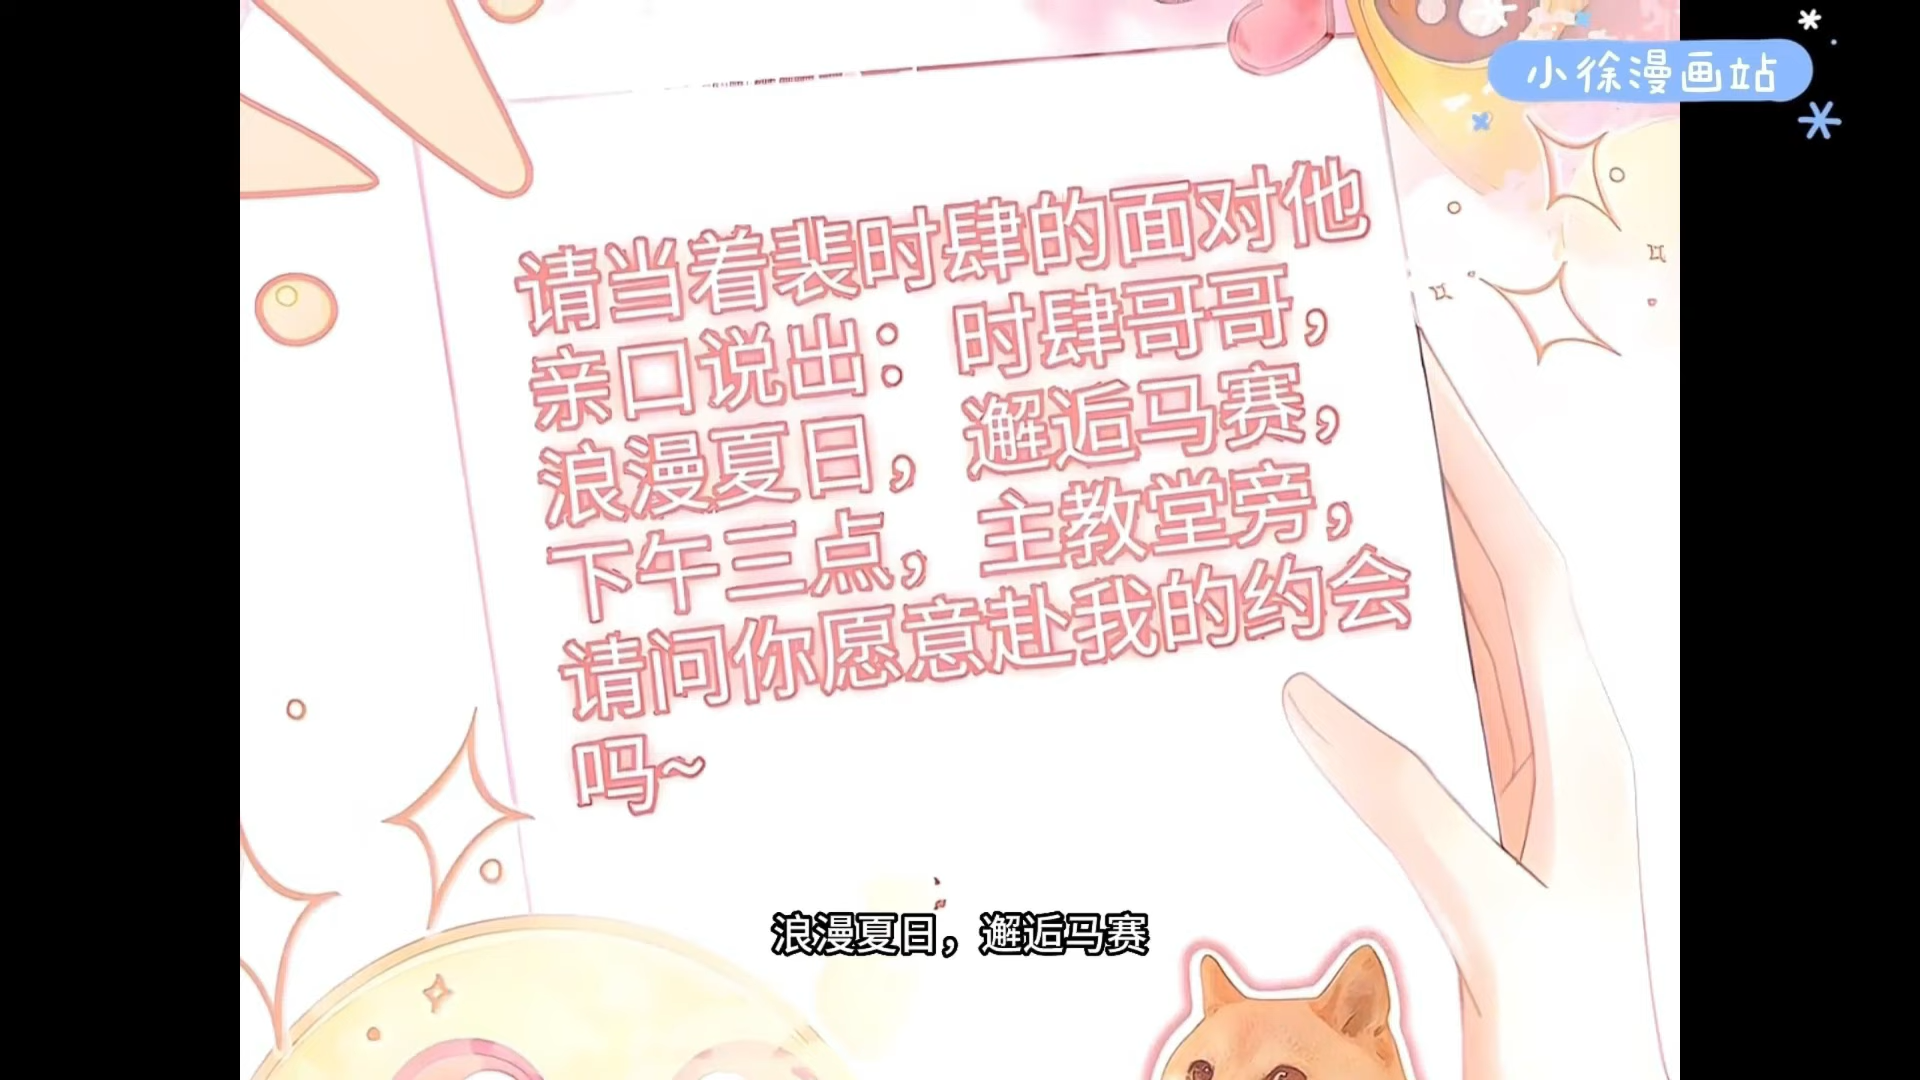 小徐漫画站
请当着裴时肆的面对他
亲口说出：时肆哥哥，
浪漫夏日，邂逅马赛，
下午三点，主教堂旁，
请问你愿意赴我的约会
吗~
浪漫夏日，邂逅马赛